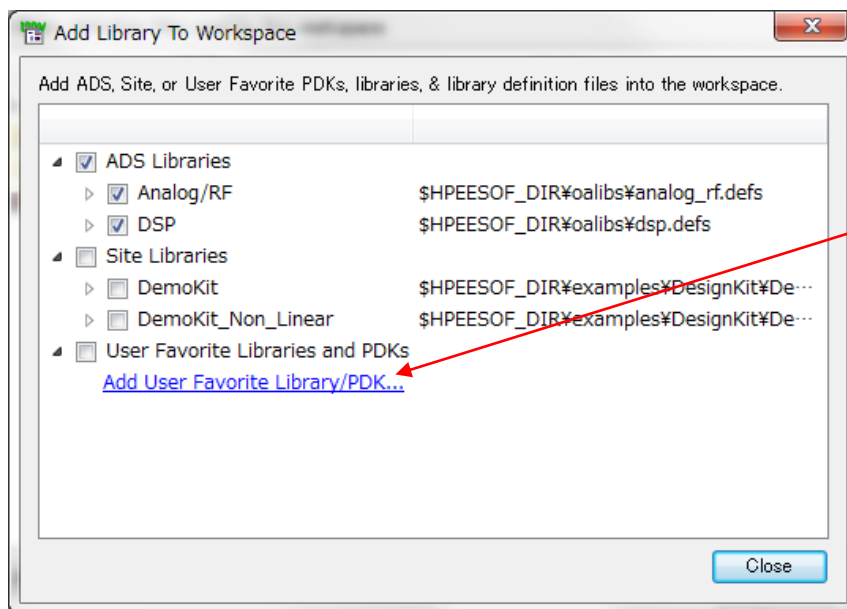 Add Library To Workspace
Add ADS, Site, or User Favorite PDKs, libraries, & library definition files into the workspace.
ADS Libraries
Analog/RF $HPEESOF_DIR¥oalibs¥analog_rf.defs
DSP $HPEESOF_DIR¥oalibs¥dsp.defs
Site Libraries
DemoKit $HPEESOF_DIR¥examples¥DesignKit¥De…
DemoKit_Non_Linear $HPEESOF_DIR¥examples¥DesignKit¥De…
User Favorite Libraries and PDKs
Add User Favorite Library/PDK...
Close